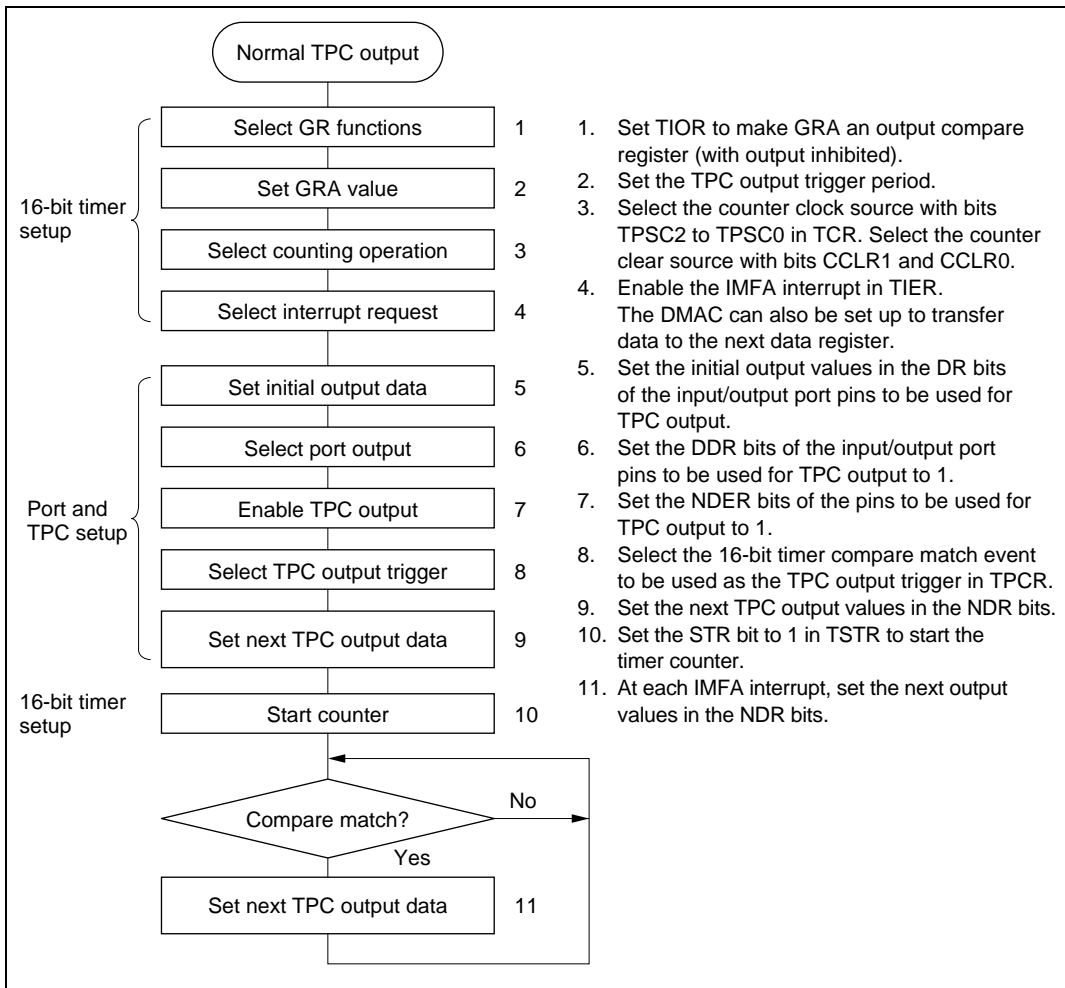 Normal TPC output
Select GR functions 1
Set GRA value 2
16-bit timer
setup
Select counting operation 3
Select interrupt request 4
Set initial output data 5
Select port output 6
Port and
TPC setup
Enable TPC output 7
Select TPC output trigger 8
Set next TPC output data 9
16-bit timer
setup
Start counter 10
Compare match?
No
Yes
Set next TPC output data 11
1. Set TIOR to make GRA an output compare
register (with output inhibited).
2. Set the TPC output trigger period.
3. Select the counter clock source with bits
TPSC2 to TPSC0 in TCR. Select the counter
clear source with bits CCLR1 and CCLR0.
4. Enable the IMFA interrupt in TIER.
The DMAC can also be set up to transfer
data to the next data register.
5. Set the initial output values in the DR bits
of the input/output port pins to be used for
TPC output.
6. Set the DDR bits of the input/output port
pins to be used for TPC output to 1.
7. Set the NDER bits of the pins to be used for
TPC output to 1.
8. Select the 16-bit timer compare match event
to be used as the TPC output trigger in TPCR.
9. Set the next TPC output values in the NDR bits.
10. Set the STR bit to 1 in TSTR to start the
timer counter.
11. At each IMFA interrupt, set the next output
values in the NDR bits.